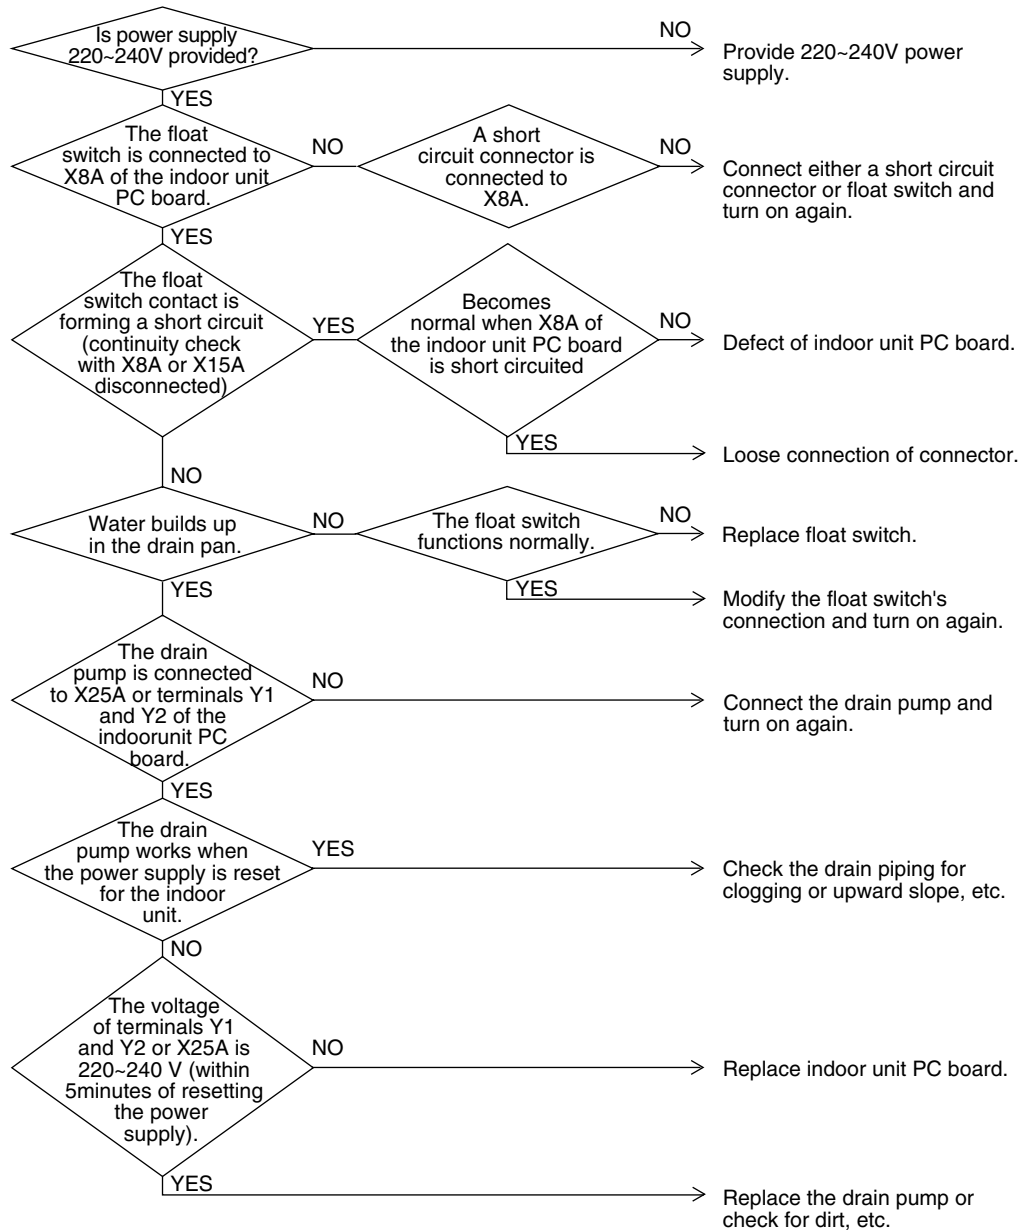 Is power supply
220~240V provided?
NO
Provide 220~240V power
supply.
YES
The float
switch is connected to
X8A of the indoor unit
PC board.
NO
A short
circuit connector is
connected to
X8A.
NO
Connect either a short circuit
connector or float switch and
turn on again.
YES
The float
switch contact is
forming a short circuit
(continuity check
with X8A or X15A
disconnected)
YES
Becomes
normal when X8A of
the indoor unit PC board
is short circuited
NO
Defect of indoor unit PC board.
YES
Loose connection of connector.
NO
Water builds up
in the drain pan.
NO
The float switch
functions normally.
NO
Replace float switch.
YES
Modify the float switch's
connection and turn on again.
YES
The drain
pump is connected
to X25A or terminals Y1
and Y2 of the
indoorunit PC
board.
NO
Connect the drain pump and
turn on again.
YES
The drain
pump works when
the power supply is reset
for the indoor
unit.
YES
Check the drain piping for
clogging or upward slope, etc.
NO
The voltage
of terminals Y1
and Y2 or X25A is
220~240 V (within
5minutes of resetting
the power
supply).
NO
Replace indoor unit PC board.
YES
Replace the drain pump or
check for dirt, etc.